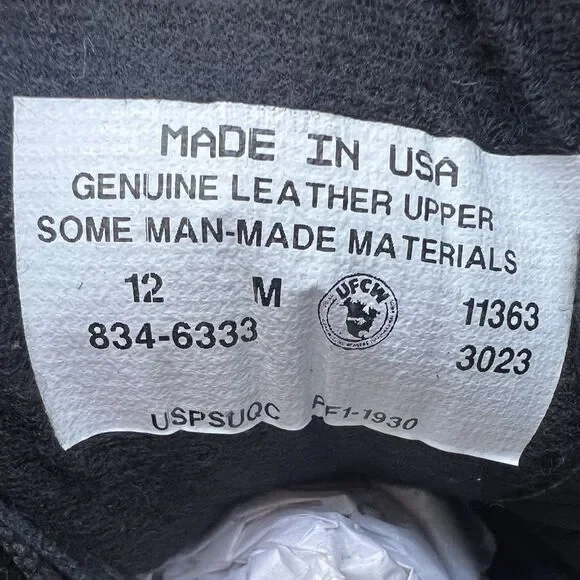 MADE IN USA
GENUINE LEATHER UPPER
SOME MAN-MADE MATERIALS
12 M UFCW 11363
834-6333 3023
USPSUQC PF1-1930